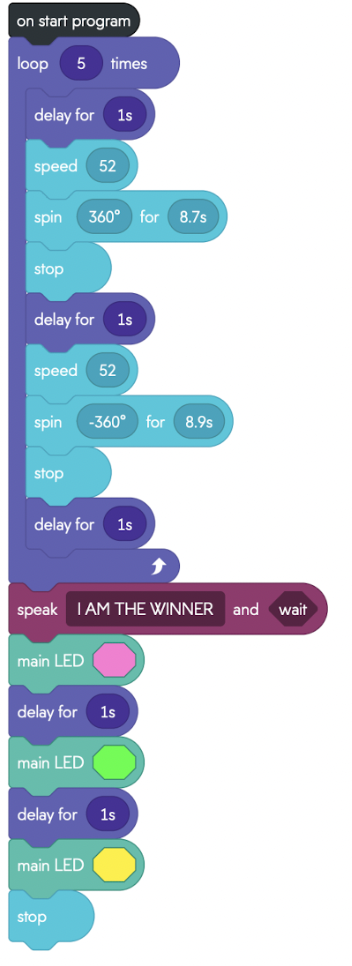 on start program
loop 5 times
delay for 1s
speed 52
spin 360° for 8.7s
stop
delay for 1s
speed 52
spin -360° for 8.9s
stop
delay for 1s
speak I AM THE WINNER and wait
main LED
delay for 1s
main LED
delay for 1s
main LED
stop